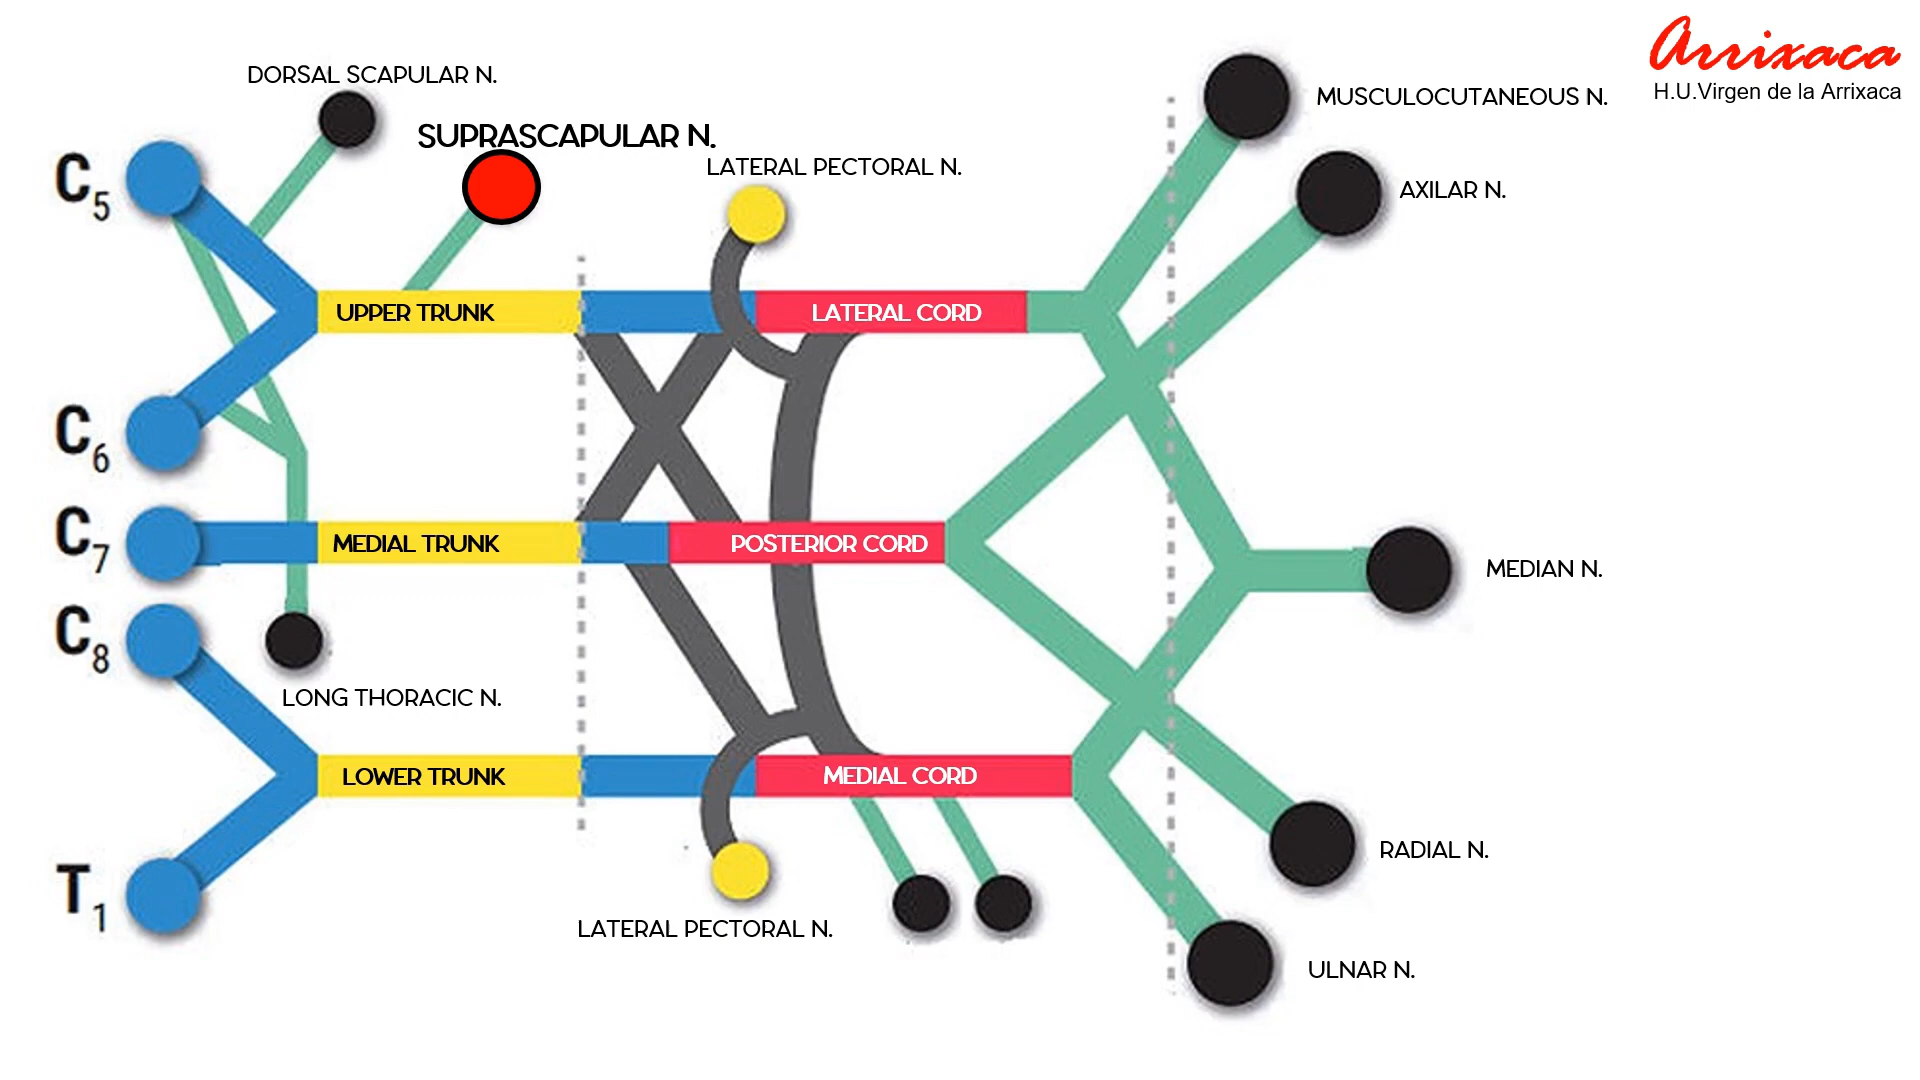 Arrixaca
H.U.Virgen de la Arrixaca
DORSAL SCAPULAR N.
SUPRASCAPULAR N.
LATERAL PECTORAL N.
MUSCULOCUTANEOUS N.
AXILAR N.
C5
UPPER TRUNK
LATERAL CORD
C6
C7
MEDIAL TRUNK
POSTERIOR CORD
MEDIAN N.
C8
LONG THORACIC N.
LOWER TRUNK
MEDIAL CORD
RADIAL N.
T1
LATERAL PECTORAL N.
ULNAR N.